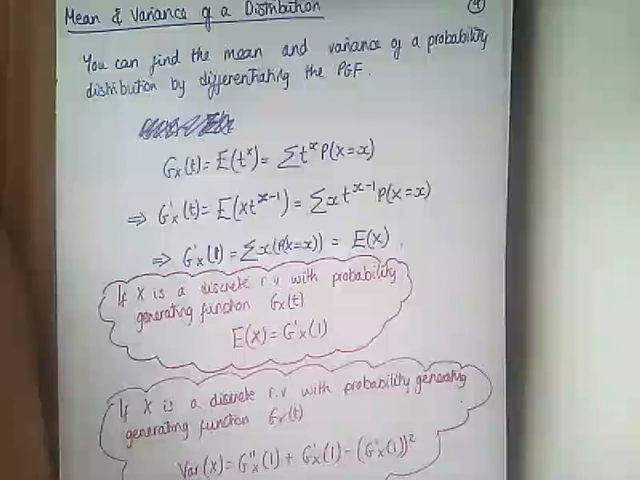 Mean & Variance of a Distribution
You can find the mean and variance of a probability
distribution by differentiating the PGF.
Gx(t) = E(t^x) = Σt^x P(X=x)
⇒ G'x(t) = E(Xt^x-1) = Σxt^x-1 P(X=x)
⇒ G'x(1) = Σx(P(X=x)) = E(X).
If X is a discrete r.v with probability
generating function Gx(t)
E(X) = G'x(1)
If X is a discrete r.v with probability generating
generating function Gx(t)
Var(X) = G''x(1) + G'x(1) - (G'x(1))²